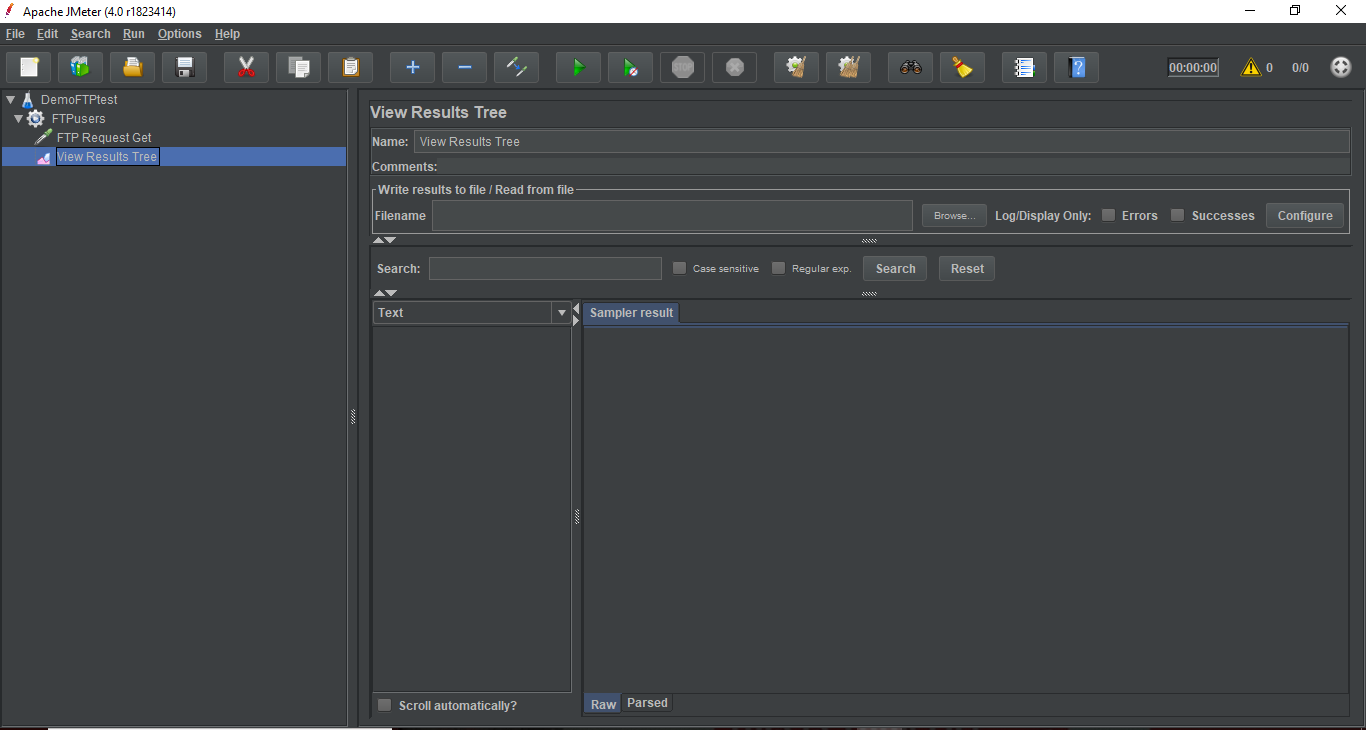 Apache JMeter (4.0 r1823414)
File Edit Search Run Options Help
STOP
00:00:00 0 0/0
DemoFTPtest
FTPusers
FTP Request Get
View Results Tree
View Results Tree
Name: View Results Tree
Comments:
Write results to file / Read from file
Filename Browse... Log/Display Only: Errors Successes Configure
Search: Case sensitive Regular exp. Search Reset
Text
Sampler result
Scroll automatically?
Raw Parsed